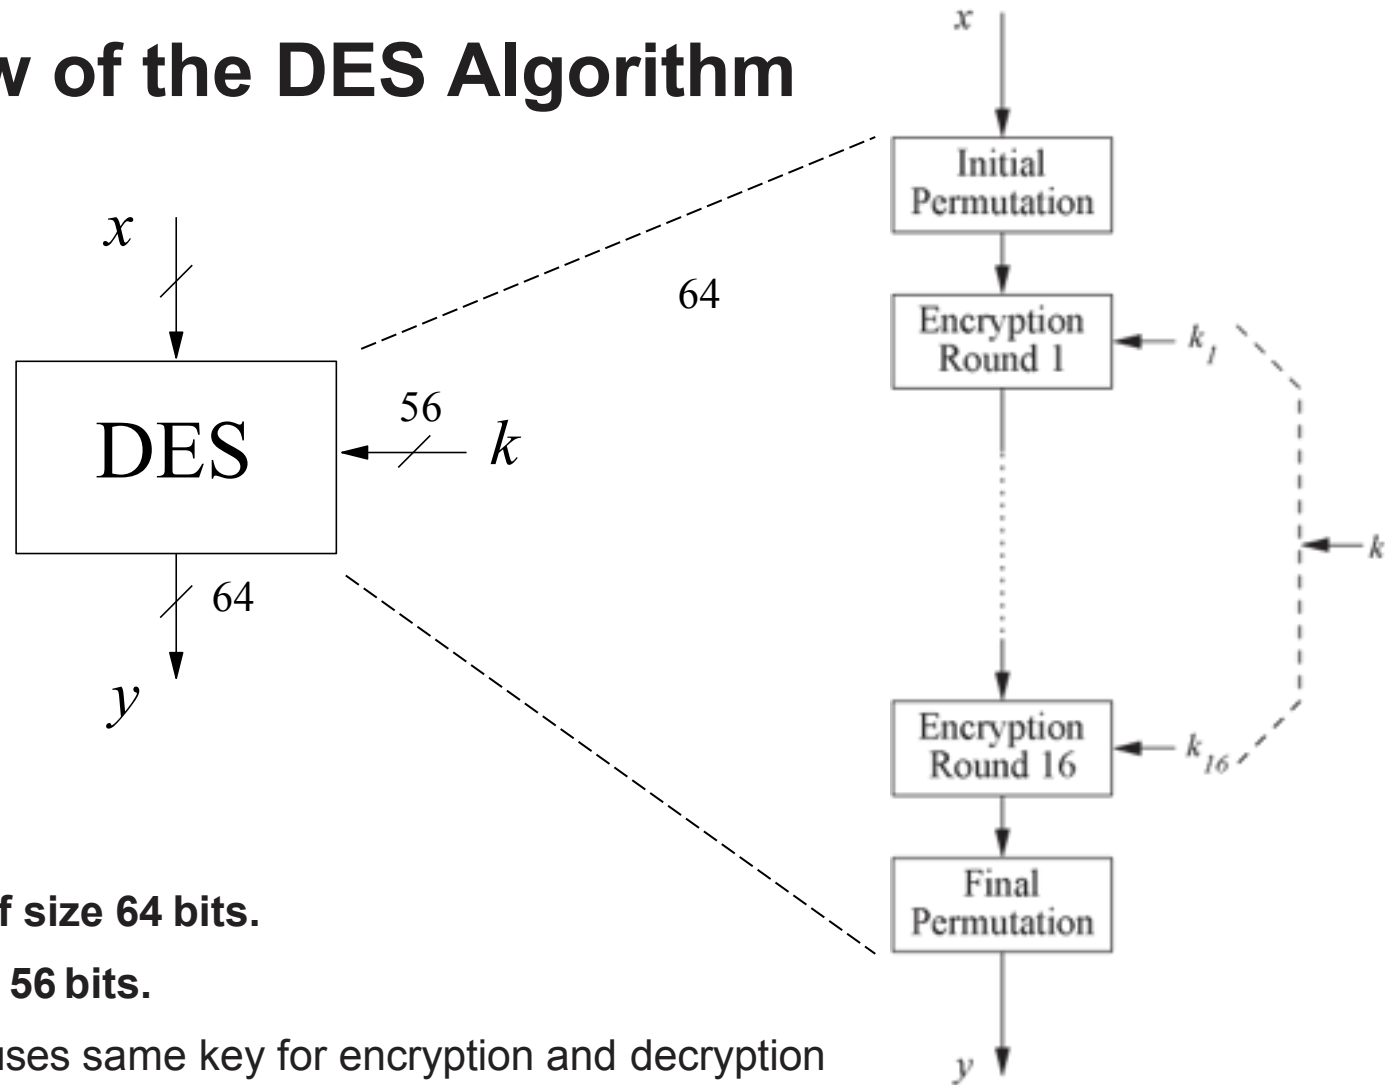 w of the DES Algorithm
x
64
56
DES
k
64
y
f size 64 bits.
56 bits.
uses same key for encryption and decryption
x
Initial
Permutation
Encryption
Round 1
k1
k
Encryption
Round 16
k16
Final
Permutation
y